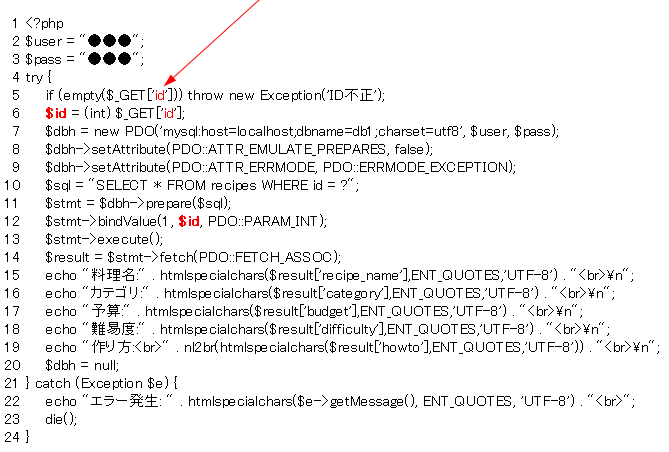 1 <?php
2 $user = "●●●";
3 $pass = "●●●";
4 try {
5 if (empty($_GET['id'])) throw new Exception('ID不正');
6 $id = (int) $_GET['id'];
7 $dbh = new PDO('mysql:host=localhost;dbname=db1;charset=utf8', $user, $pass);
8 $dbh->setAttribute(PDO::ATTR_EMULATE_PREPARES, false);
9 $dbh->setAttribute(PDO::ATTR_ERRMODE, PDO::ERRMODE_EXCEPTION);
10 $sql = "SELECT * FROM recipes WHERE id = ?";
11 $stmt = $dbh->prepare($sql);
12 $stmt->bindValue(1, $id, PDO::PARAM_INT);
13 $stmt->execute();
14 $result = $stmt->fetch(PDO::FETCH_ASSOC);
15 echo "料理名:" . htmlspecialchars($result['recipe_name'],ENT_QUOTES,'UTF-8') . "<br>¥n";
16 echo "カテゴリ:" . htmlspecialchars($result['category'],ENT_QUOTES,'UTF-8') . "<br>¥n";
17 echo "予算:" . htmlspecialchars($result['budget'],ENT_QUOTES,'UTF-8') . "<br>¥n";
18 echo "難易度:" . htmlspecialchars($result['difficulty'],ENT_QUOTES,'UTF-8') . "<br>¥n";
19 echo "作り方:<br>" . nl2br(htmlspecialchars($result['howto'],ENT_QUOTES,'UTF-8')) . "<br>¥n";
20 $dbh = null;
21 } catch (Exception $e) {
22 echo "エラー発生: " . htmlspecialchars($e->getMessage(), ENT_QUOTES, 'UTF-8') . "<br>";
23 die();
24 }